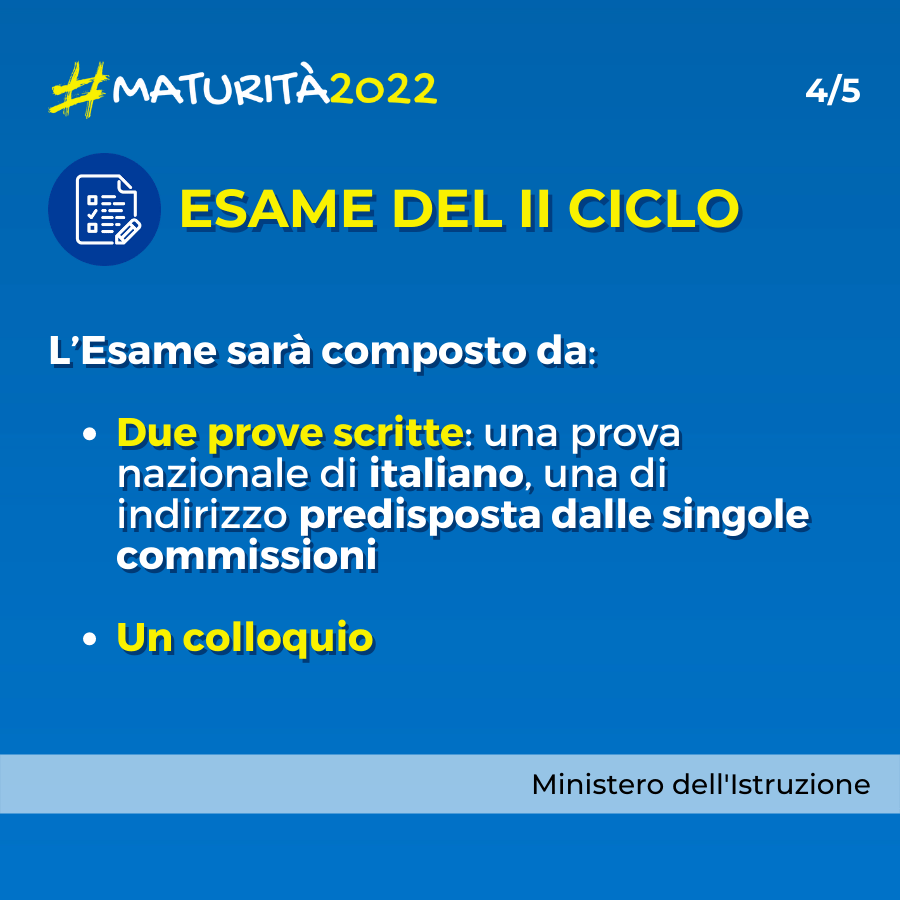 #MATURITÀ2022
4/5
ESAME DEL II CICLO
L’Esame sarà composto da:
• Due prove scritte: una prova
nazionale di italiano, una di
indirizzo predisposta dalle singole
commissioni
• Un colloquio
Ministero dell'Istruzione